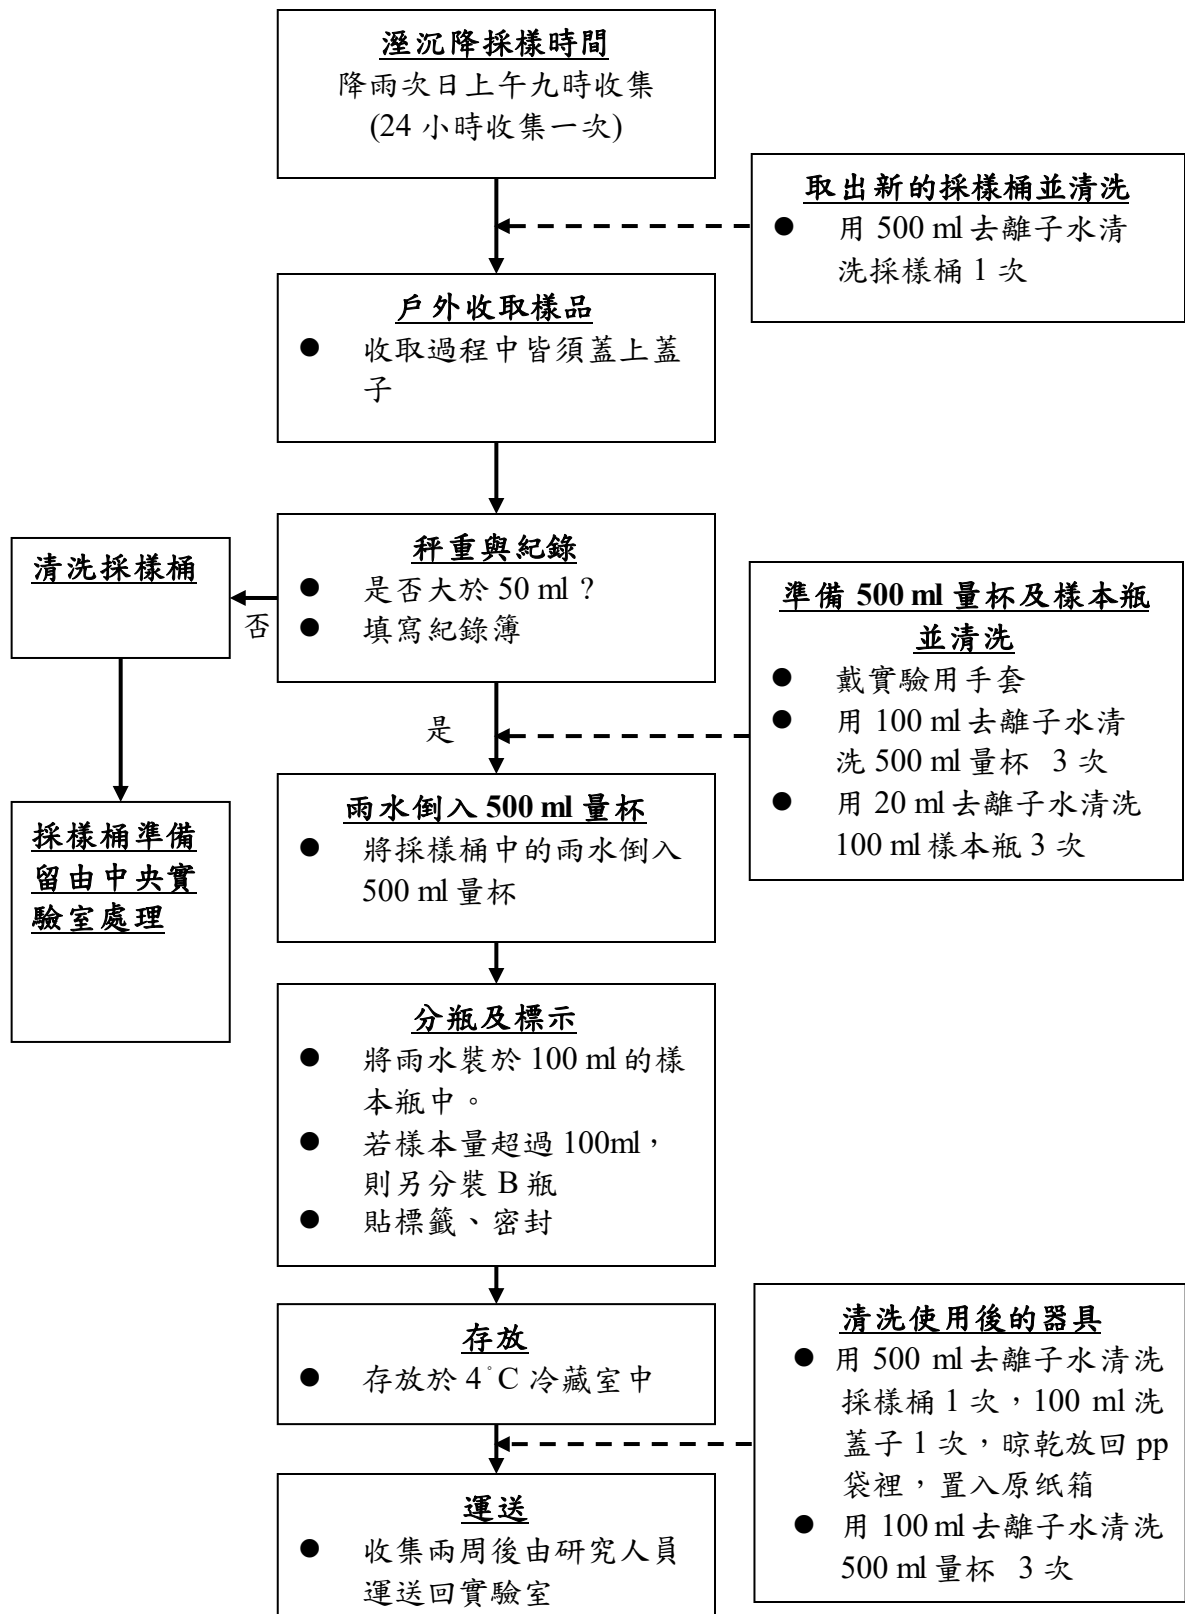 溼沉降採樣時間
降雨次日上午九時收集
(24 小時收集一次)
取出新的採樣桶並清洗
● 用 500 ml 去離子水清
洗採樣桶 1 次
戶外收取樣品
● 收取過程中皆須蓋上蓋
子
秤重與紀錄
● 是否大於 50 ml？
● 填寫紀錄簿
否
清洗採樣桶
採樣桶準備
留由中央實
驗室處理
是
準備 500 ml 量杯及樣本瓶
並清洗
● 戴實驗用手套
● 用 100 ml 去離子水清
洗 500 ml 量杯 3 次
● 用 20 ml 去離子水清洗
100 ml 樣本瓶 3 次
雨水倒入 500 ml 量杯
● 將採樣桶中的雨水倒入
500 ml 量杯
分瓶及標示
● 將雨水裝於 100 ml 的樣
本瓶中。
● 若樣本量超過 100ml，
則另分裝 B 瓶
● 貼標籤、密封
存放
● 存放於 4°C 冷藏室中
清洗使用後的器具
● 用 500 ml 去離子水清洗
採樣桶 1 次，100 ml 洗
蓋子 1 次，晾乾放回 pp
袋裡，置入原纸箱
● 用 100 ml 去離子水清洗
500 ml 量杯 3 次
運送
● 收集兩周後由研究人員
運送回實驗室